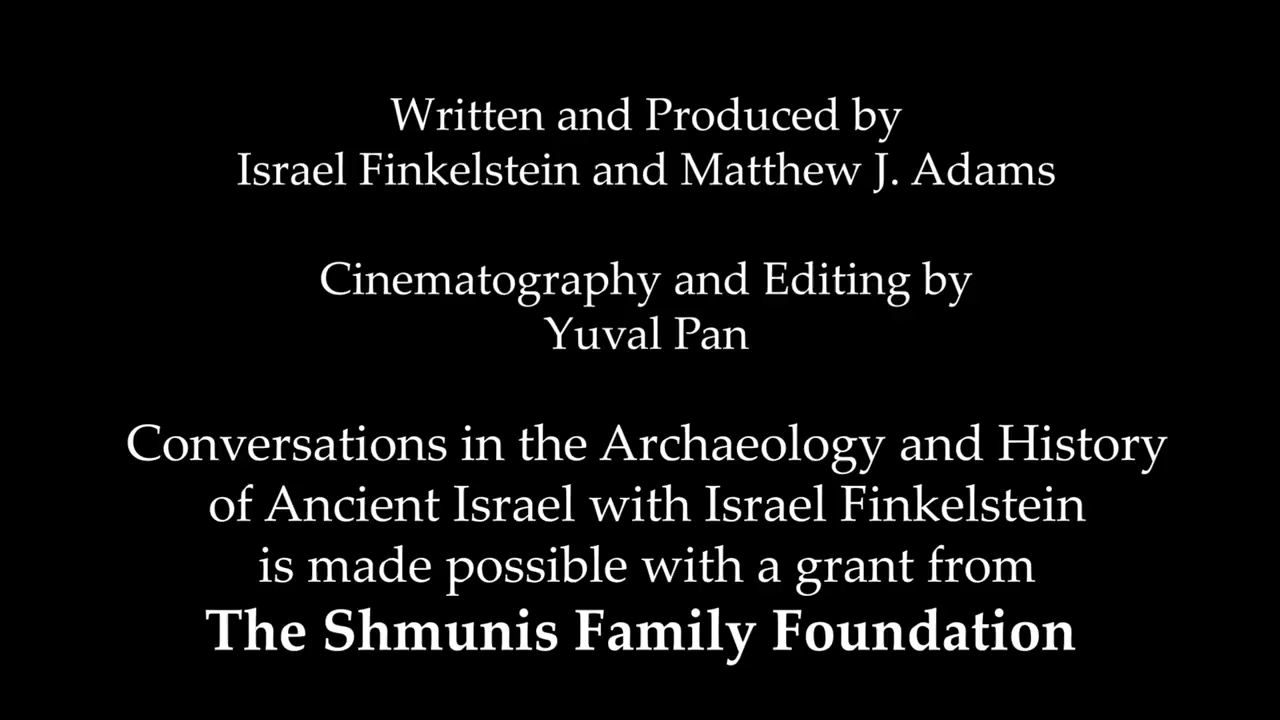 Written and Produced by
Israel Finkelstein and Matthew J. Adams
Cinematography and Editing by
Yuval Pan
Conversations in the Archaeology and History
of Ancient Israel with Israel Finkelstein
is made possible with a grant from
The Shmunis Family Foundation